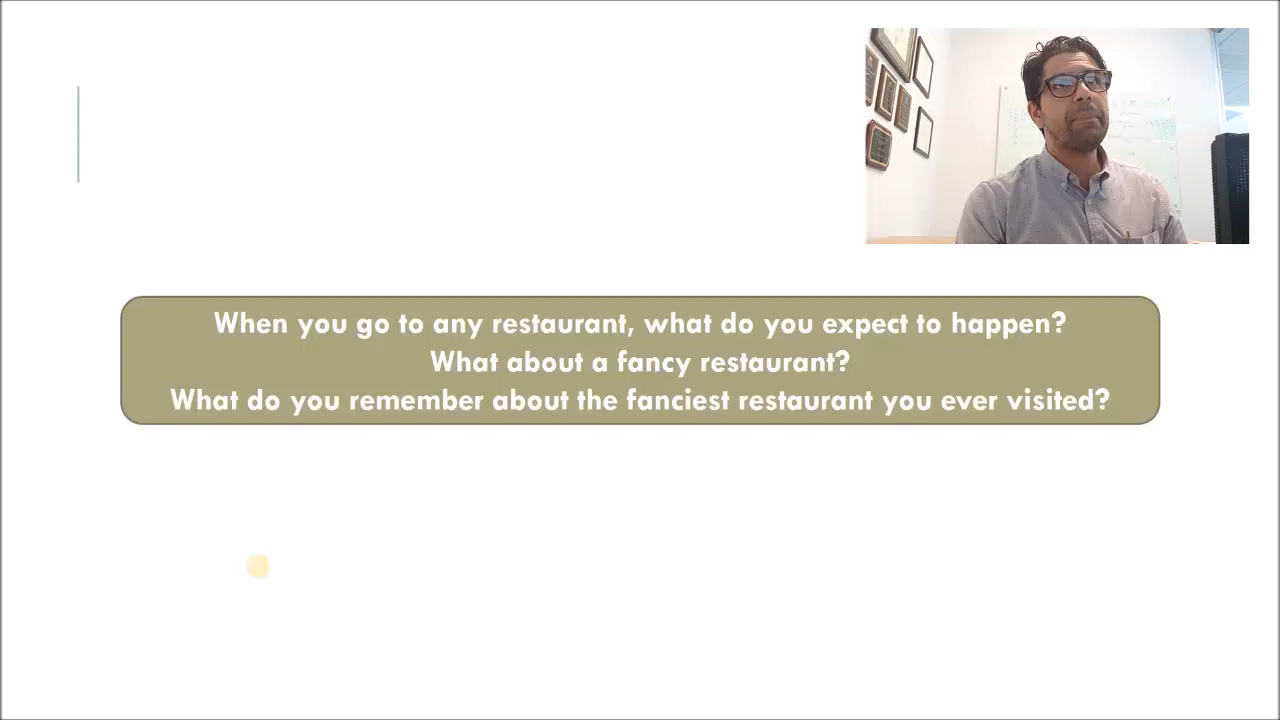 When you go to any restaurant, what do you expect to happen?
What about a fancy restaurant?
What do you remember about the fanciest restaurant you ever visited?